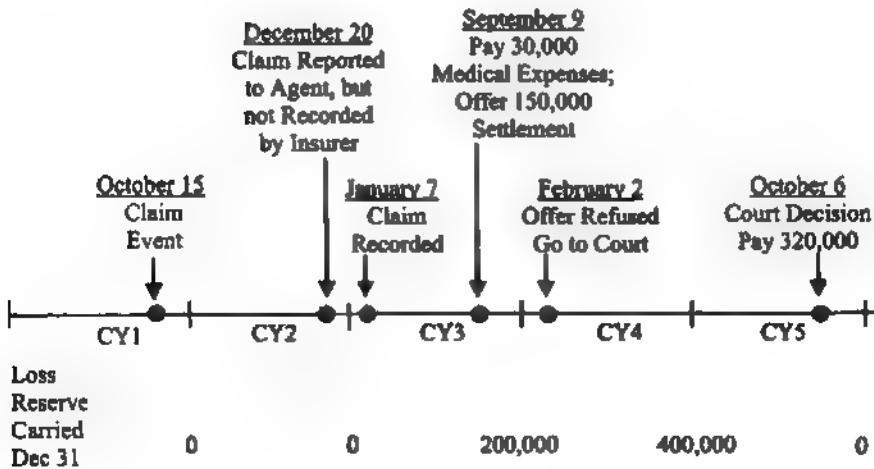 December 20
Claim Reported
to Agent, but
not Recorded
by Insurer
September 9
Pay 30,000
Medical Expenses;
Offer 150,000
Settlement
October 15
Claim
Event
January 7
Claim
Recorded
February 2
Offer Refused
Go to Court
October 6
Court Decision
Pay 320,000
CY1 CY2 CY3 CY4 CY5
Loss
Reserve
Carried
Dec 31 0 0 200,000 400,000 0